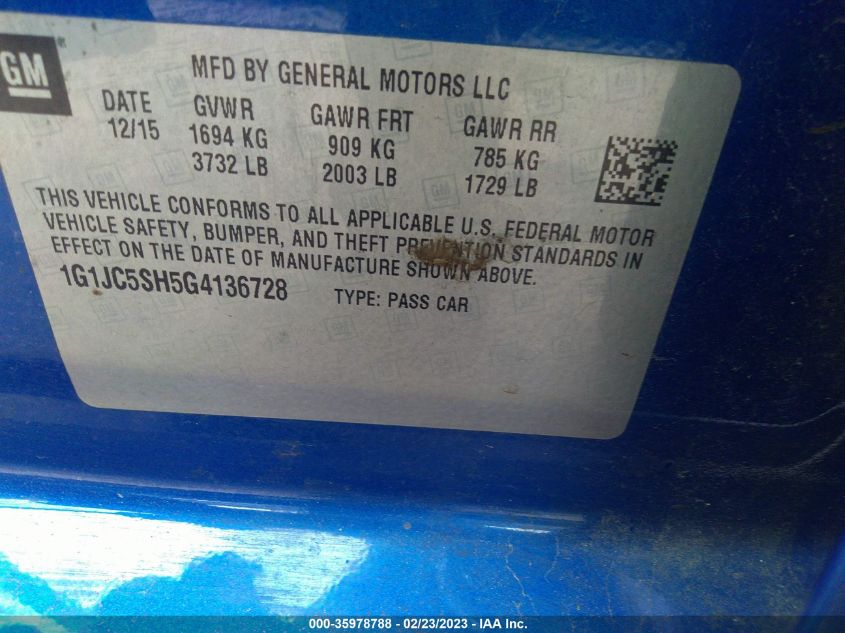 GM
MFD BY GENERAL MOTORS LLC
DATE GVWR GAWR FRT GAWR RR
12/15 1694 KG 909 KG 785 KG
3732 LB 2003 LB 1729 LB
THIS VEHICLE CONFORMS TO ALL APPLICABLE U.S. FEDERAL MOTOR
VEHICLE SAFETY, BUMPER, AND THEFT PREVENTION STANDARDS IN
EFFECT ON THE DATE OF MANUFACTURE SHOWN ABOVE.
1G1JC5SH5G4136728 TYPE: PASS CAR
000-35978788 - 02/23/2023 - IAA Inc.